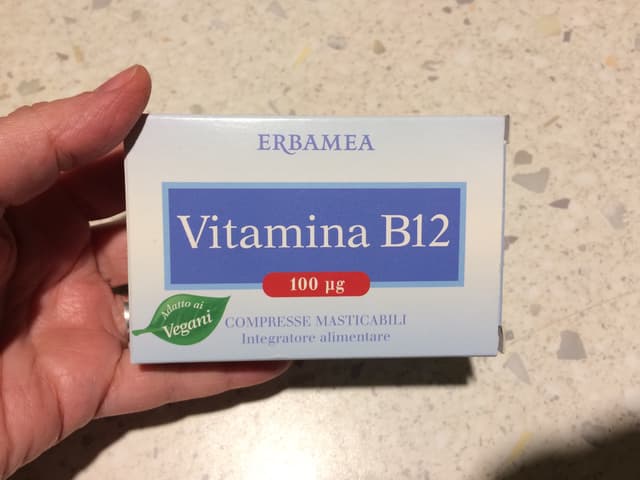 ERBAMEA
Vitamina B12
100 µg
Adatto ai
Vegani
COMPRESSE MASTICABILI
Integratore alimentare